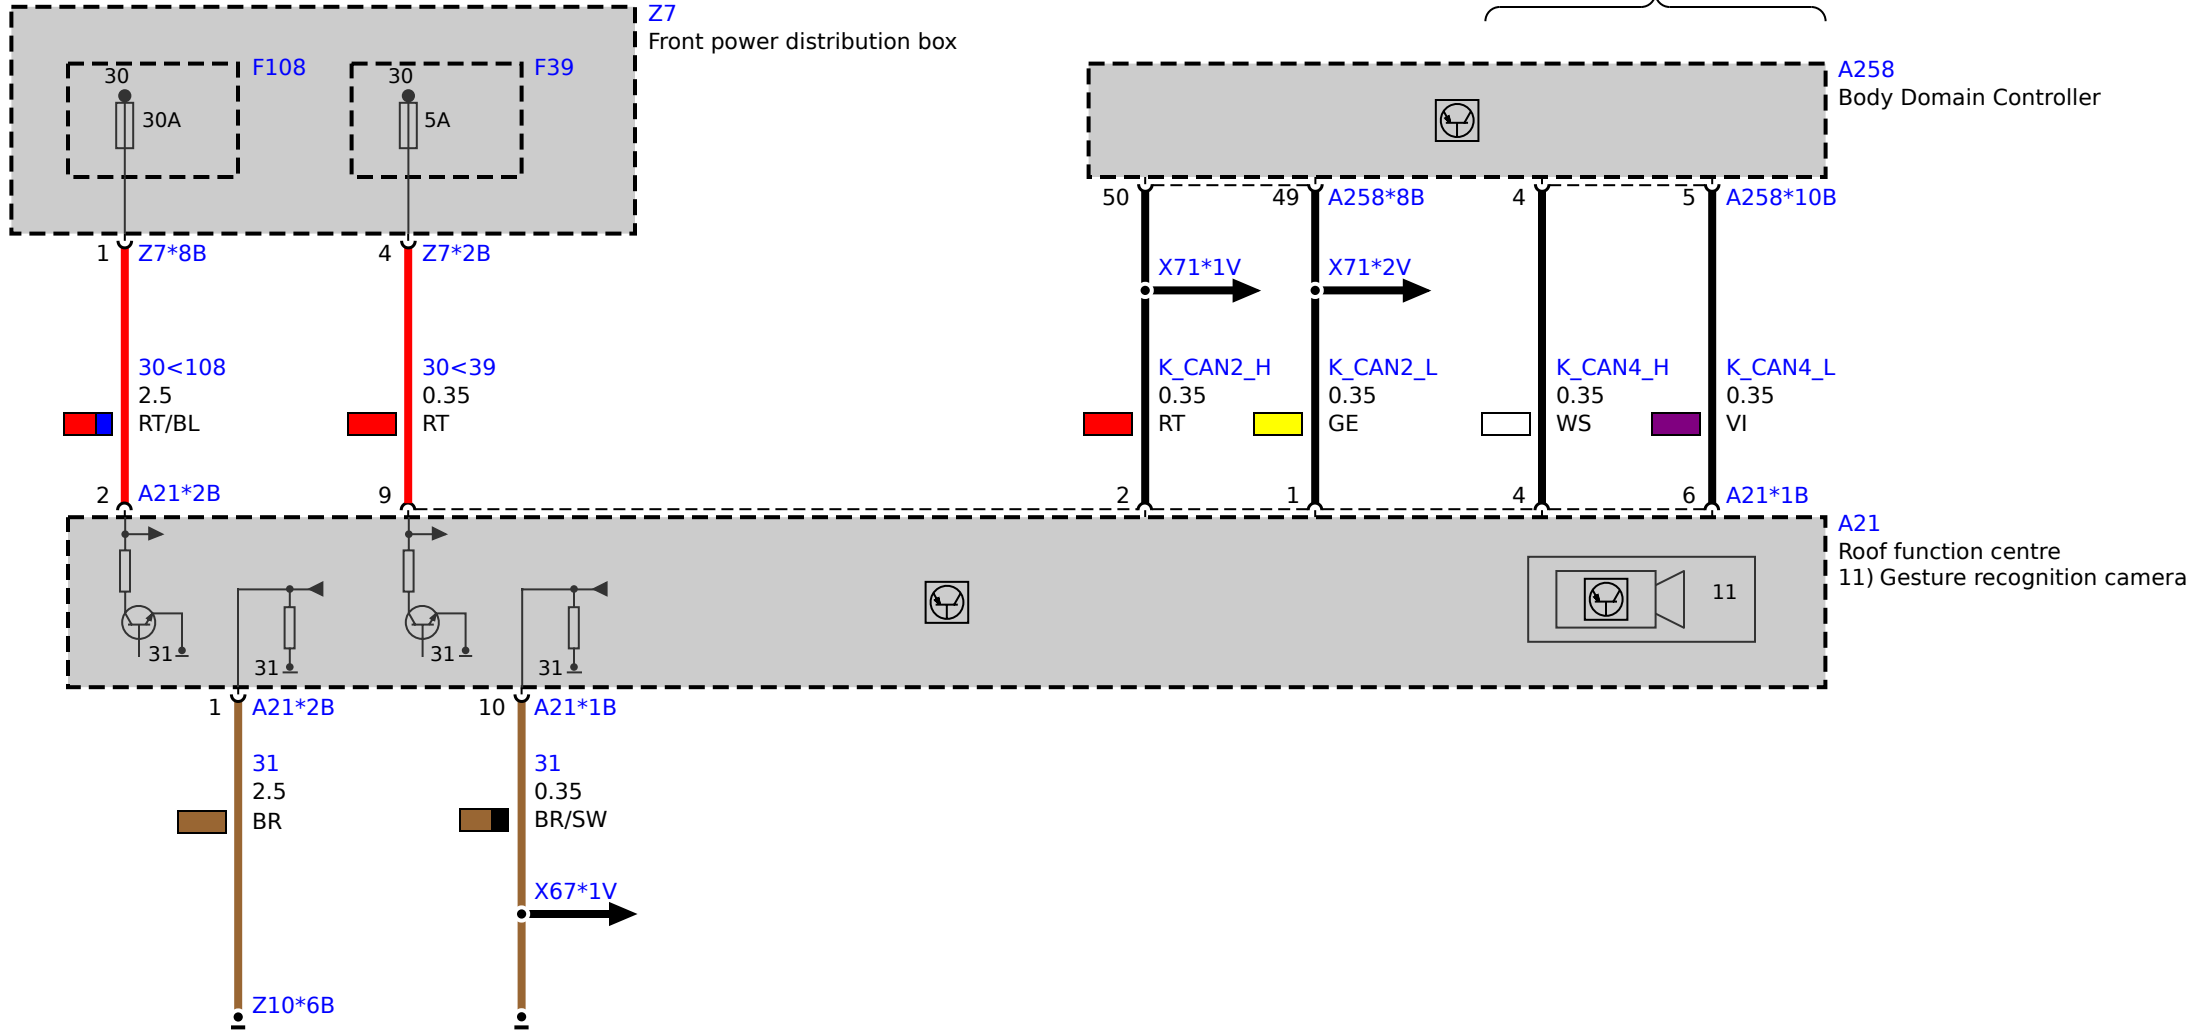 Z7
Front power distribution box
30
F108
30A
30
F39
5A
A258
Body Domain Controller
1
Z7*8B
4
Z7*2B
50
49
A258*8B
4
5
A258*10B
X71*1V
X71*2V
30<108
2.5
RT/BL
30<39
0.35
RT
K_CAN2_H
0.35
RT
K_CAN2_L
0.35
GE
K_CAN4_H
0.35
WS
K_CAN4_L
0.35
VI
2
A21*2B
9
2
1
4
6
A21*1B
A21
Roof function centre
11) Gesture recognition camera
11
31
31
31
31
1
A21*2B
10
A21*1B
31
2.5
BR
31
0.35
BR/SW
X67*1V
Z10*6B